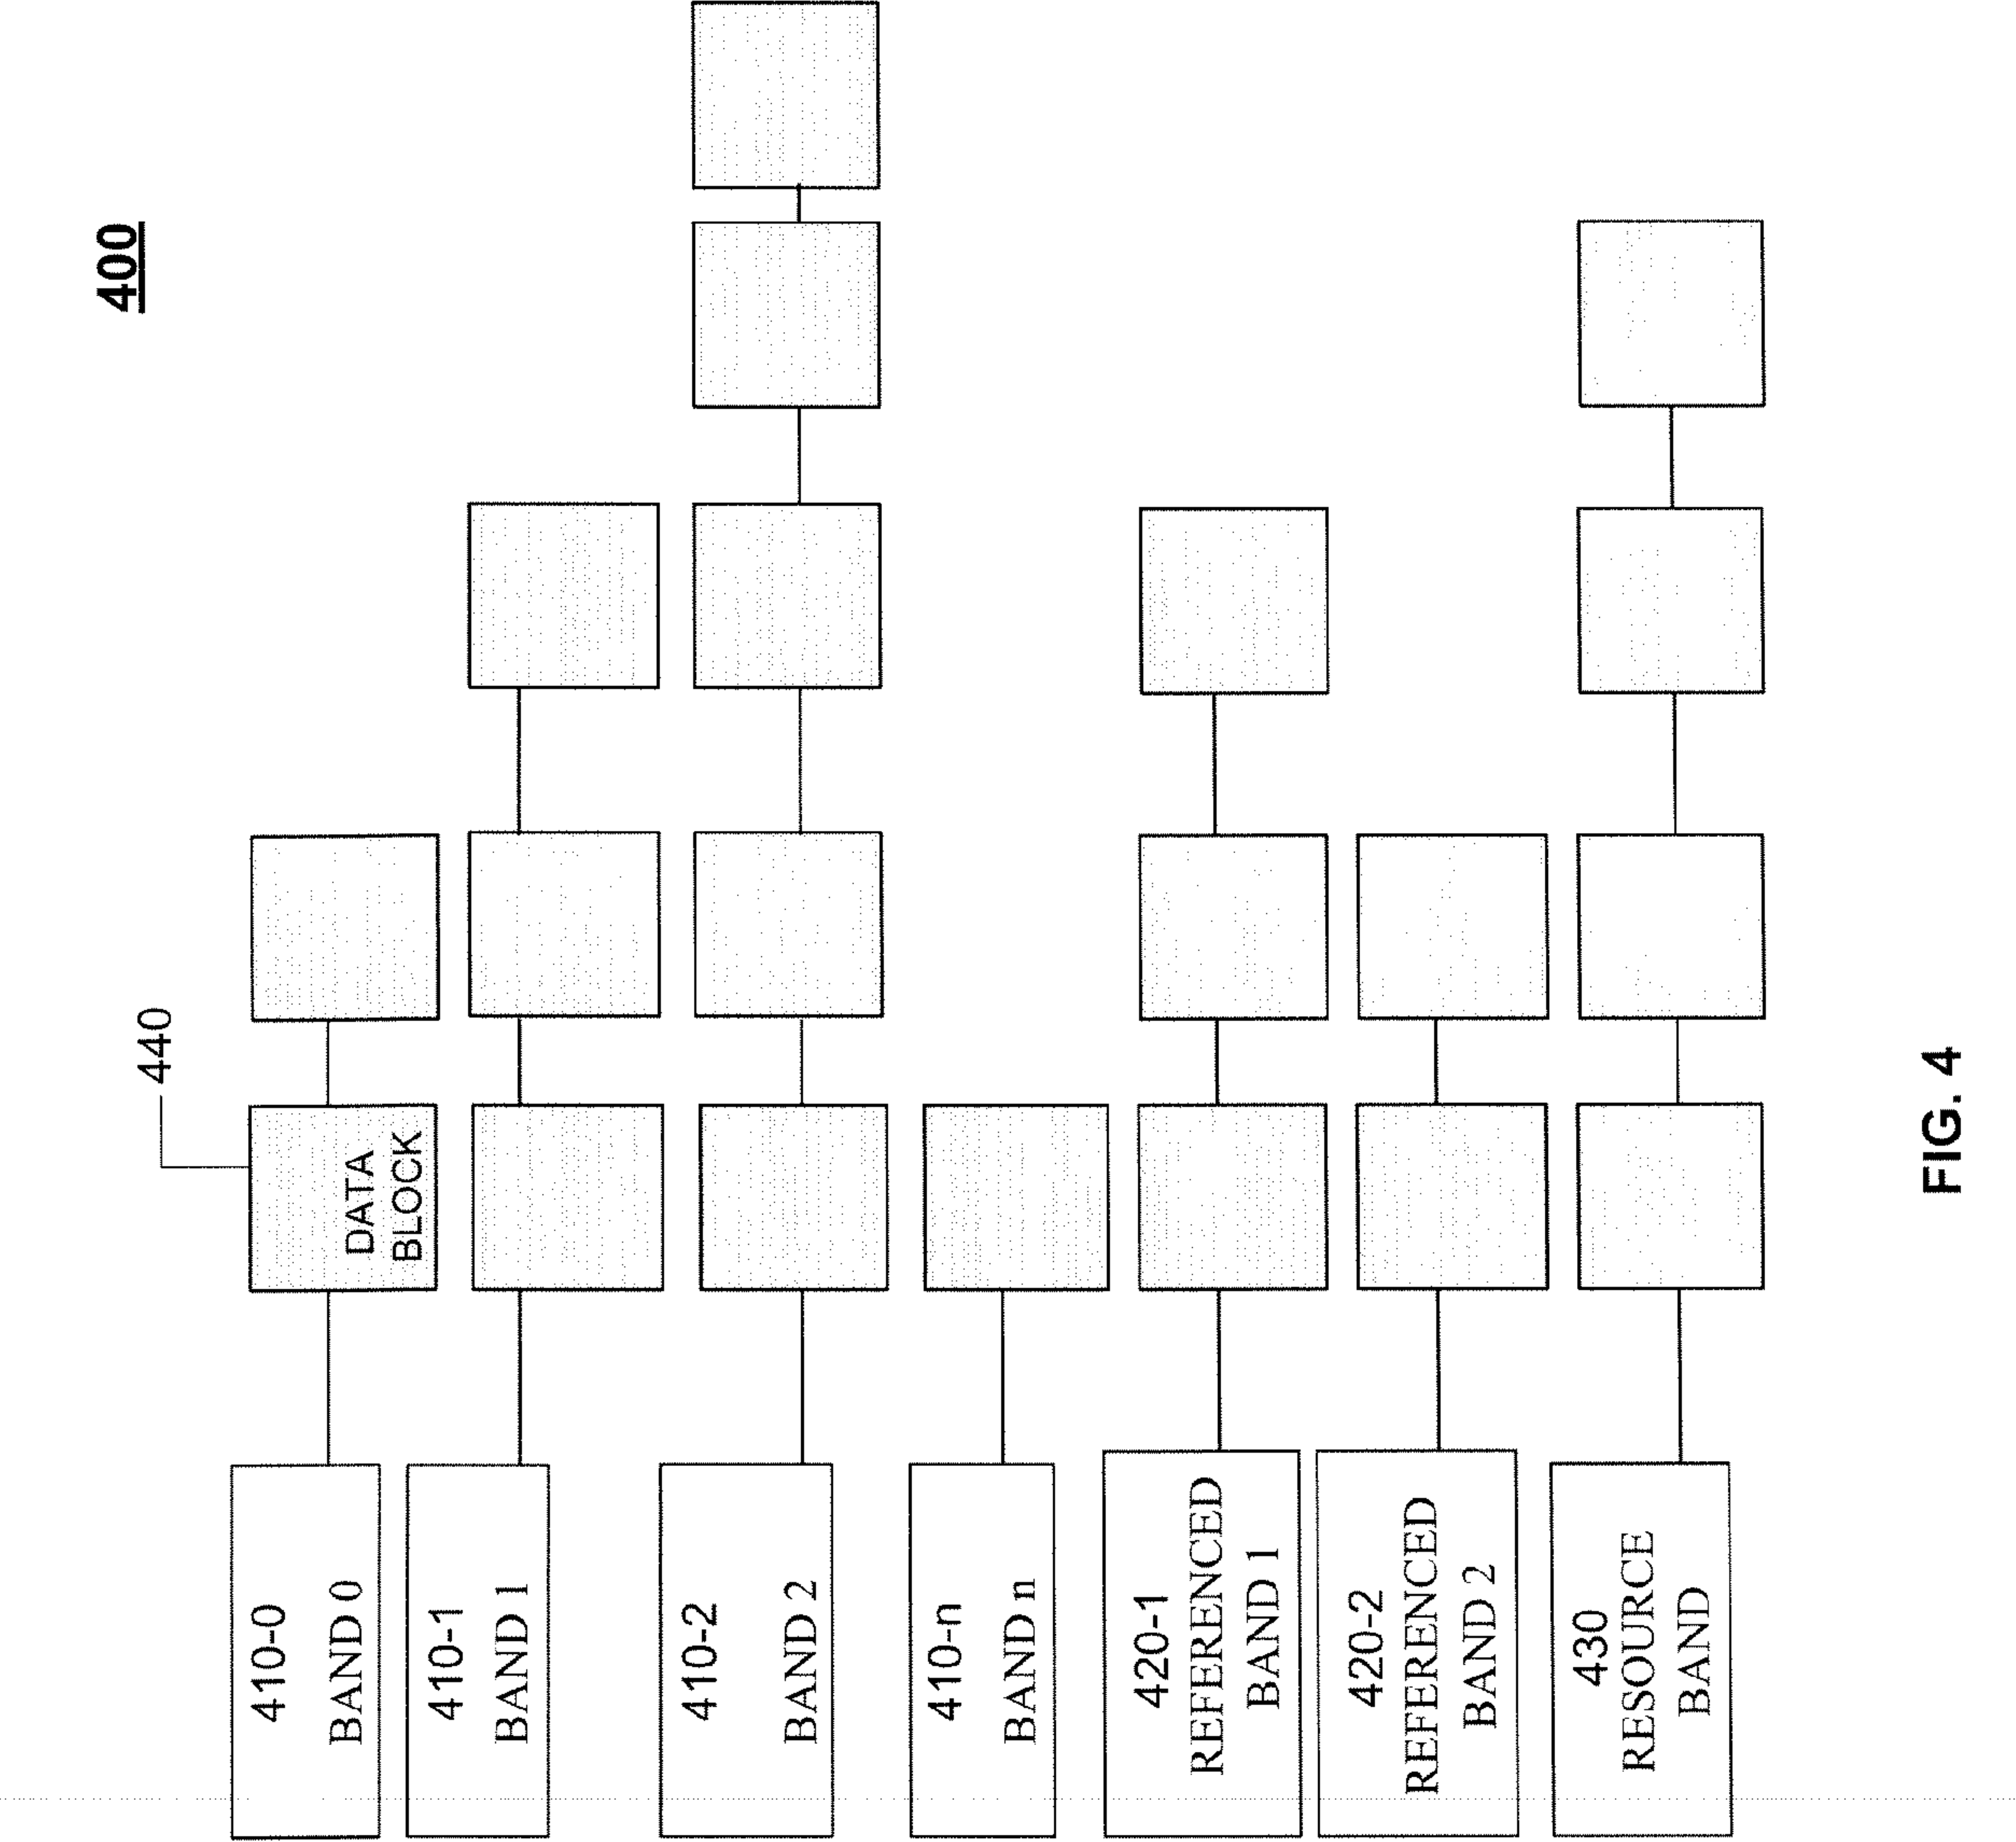 400
440
410-0
BAND 0
DATA
BLOCK
410-1
BAND 1
410-2
BAND 2
410-n
BAND n
420-1
REFERENCED
BAND 1
420-2
REFERENCED
BAND 2
430
RESOURCE
BAND
FIG. 4